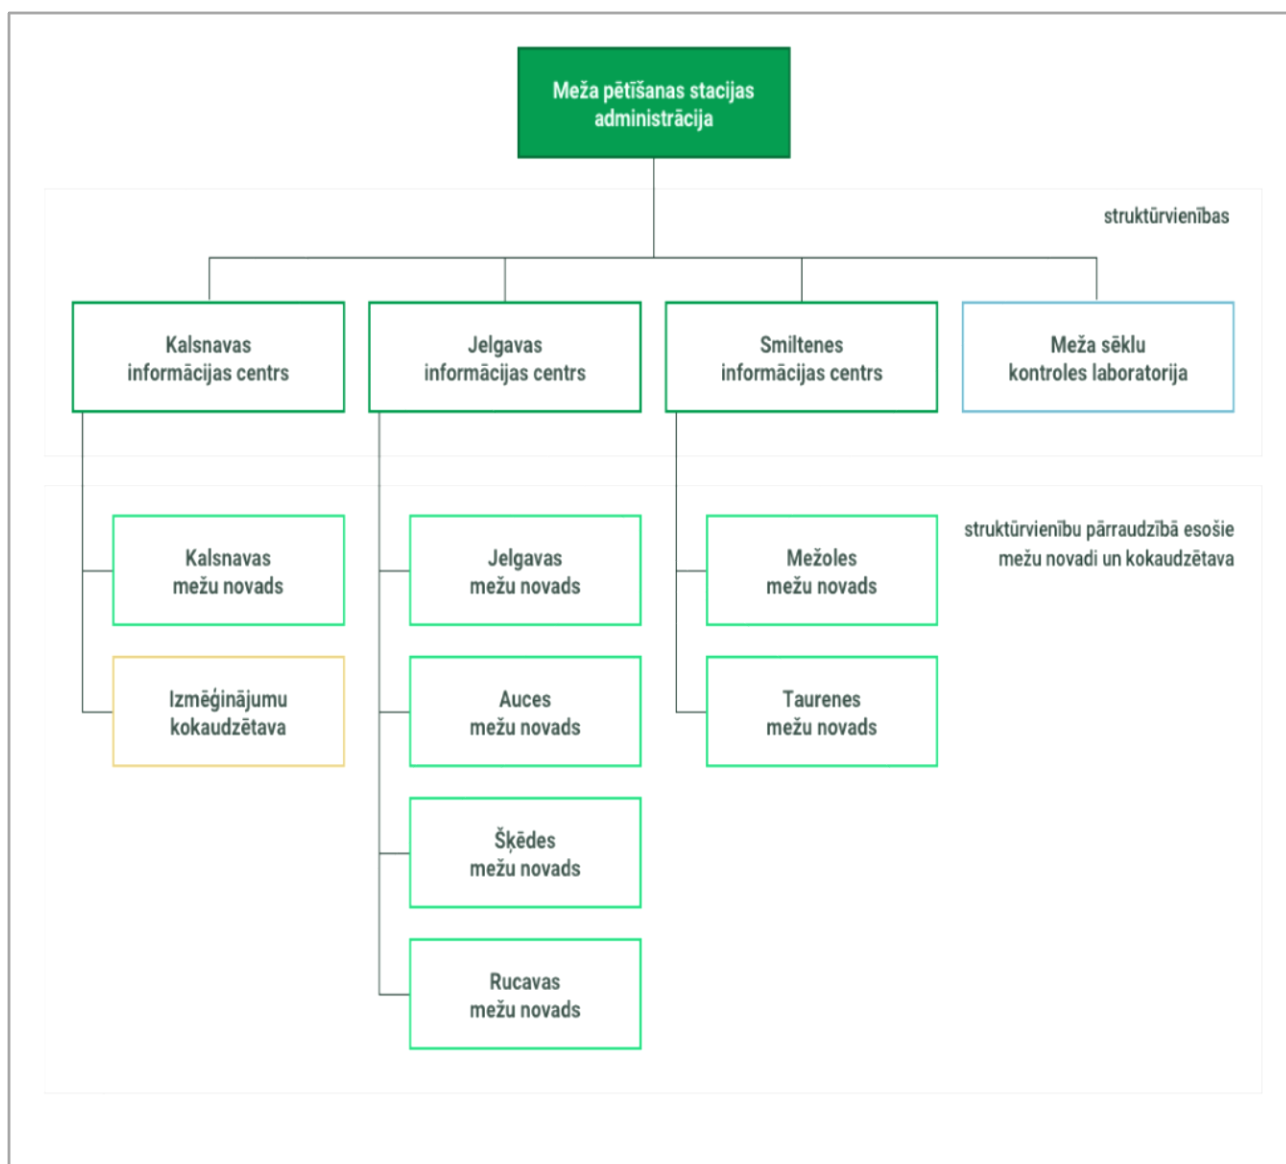 Meža pētīšanas stacijas
administrācija
struktūrvienības
Kalsnavas
informācijas centrs
Jelgavas
informācijas centrs
Smiltenes
informācijas centrs
Meža sēklu
kontroles laboratorija
struktūrvienību pārraudzībā esošie
mežu novadi un kokaudzētava
Kalsnavas
mežu novads
Jelgavas
mežu novads
Mežoles
mežu novads
Izmēģinājumu
kokaudzētava
Auces
mežu novads
Taurenes
mežu novads
Šķēdes
mežu novads
Rucavas
mežu novads